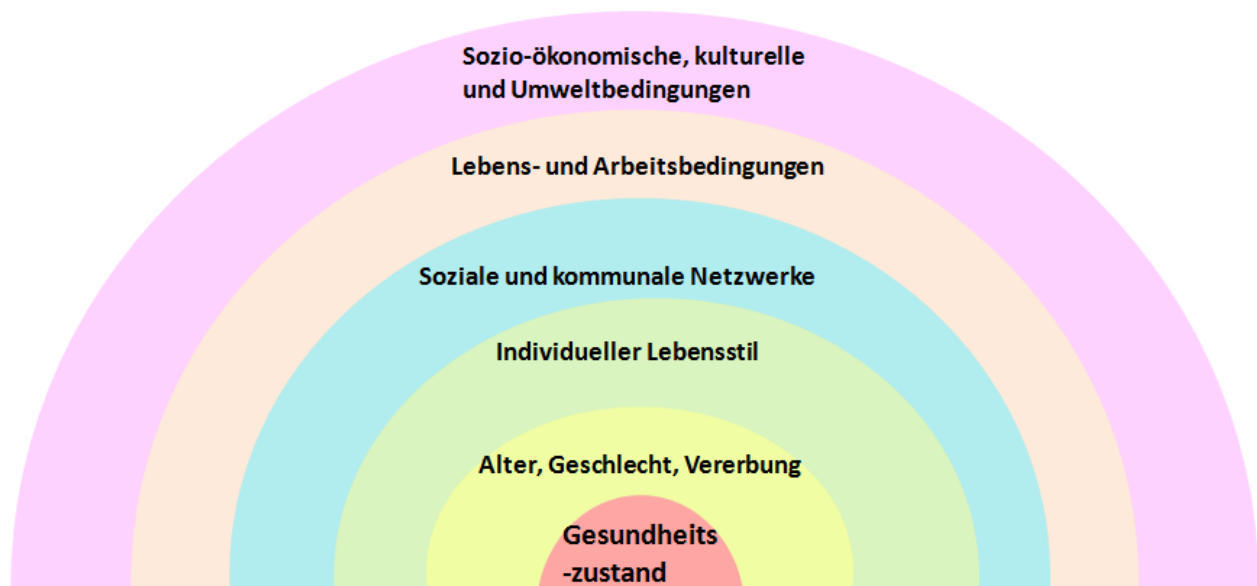 Sozio-ökonomische, kulturelle
und Umweltbedingungen
Lebens- und Arbeitsbedingungen
Soziale und kommunale Netzwerke
Individueller Lebensstil
Alter, Geschlecht, Vererbung
Gesundheits
-zustand